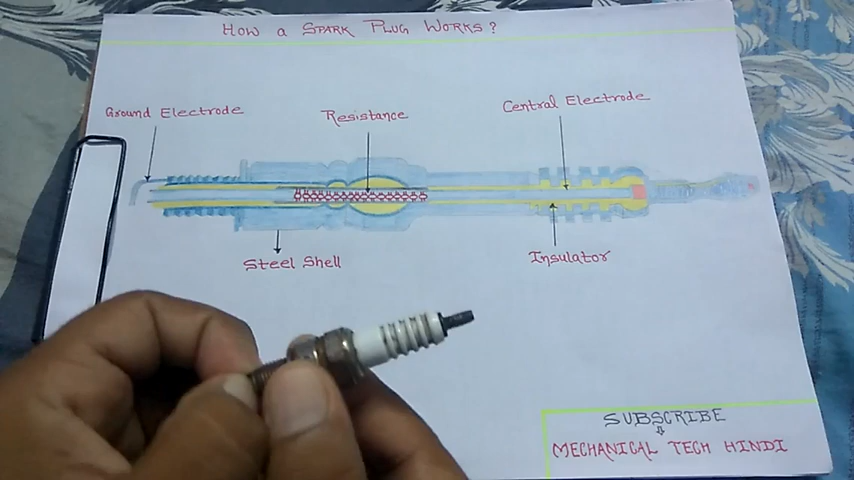 How a Spark Plug Works?
Ground Electrode
Resistance
Central Electrode
Steel Shell
Insulator
SUBSCRIBE
MECHANICAL TECH HINDI